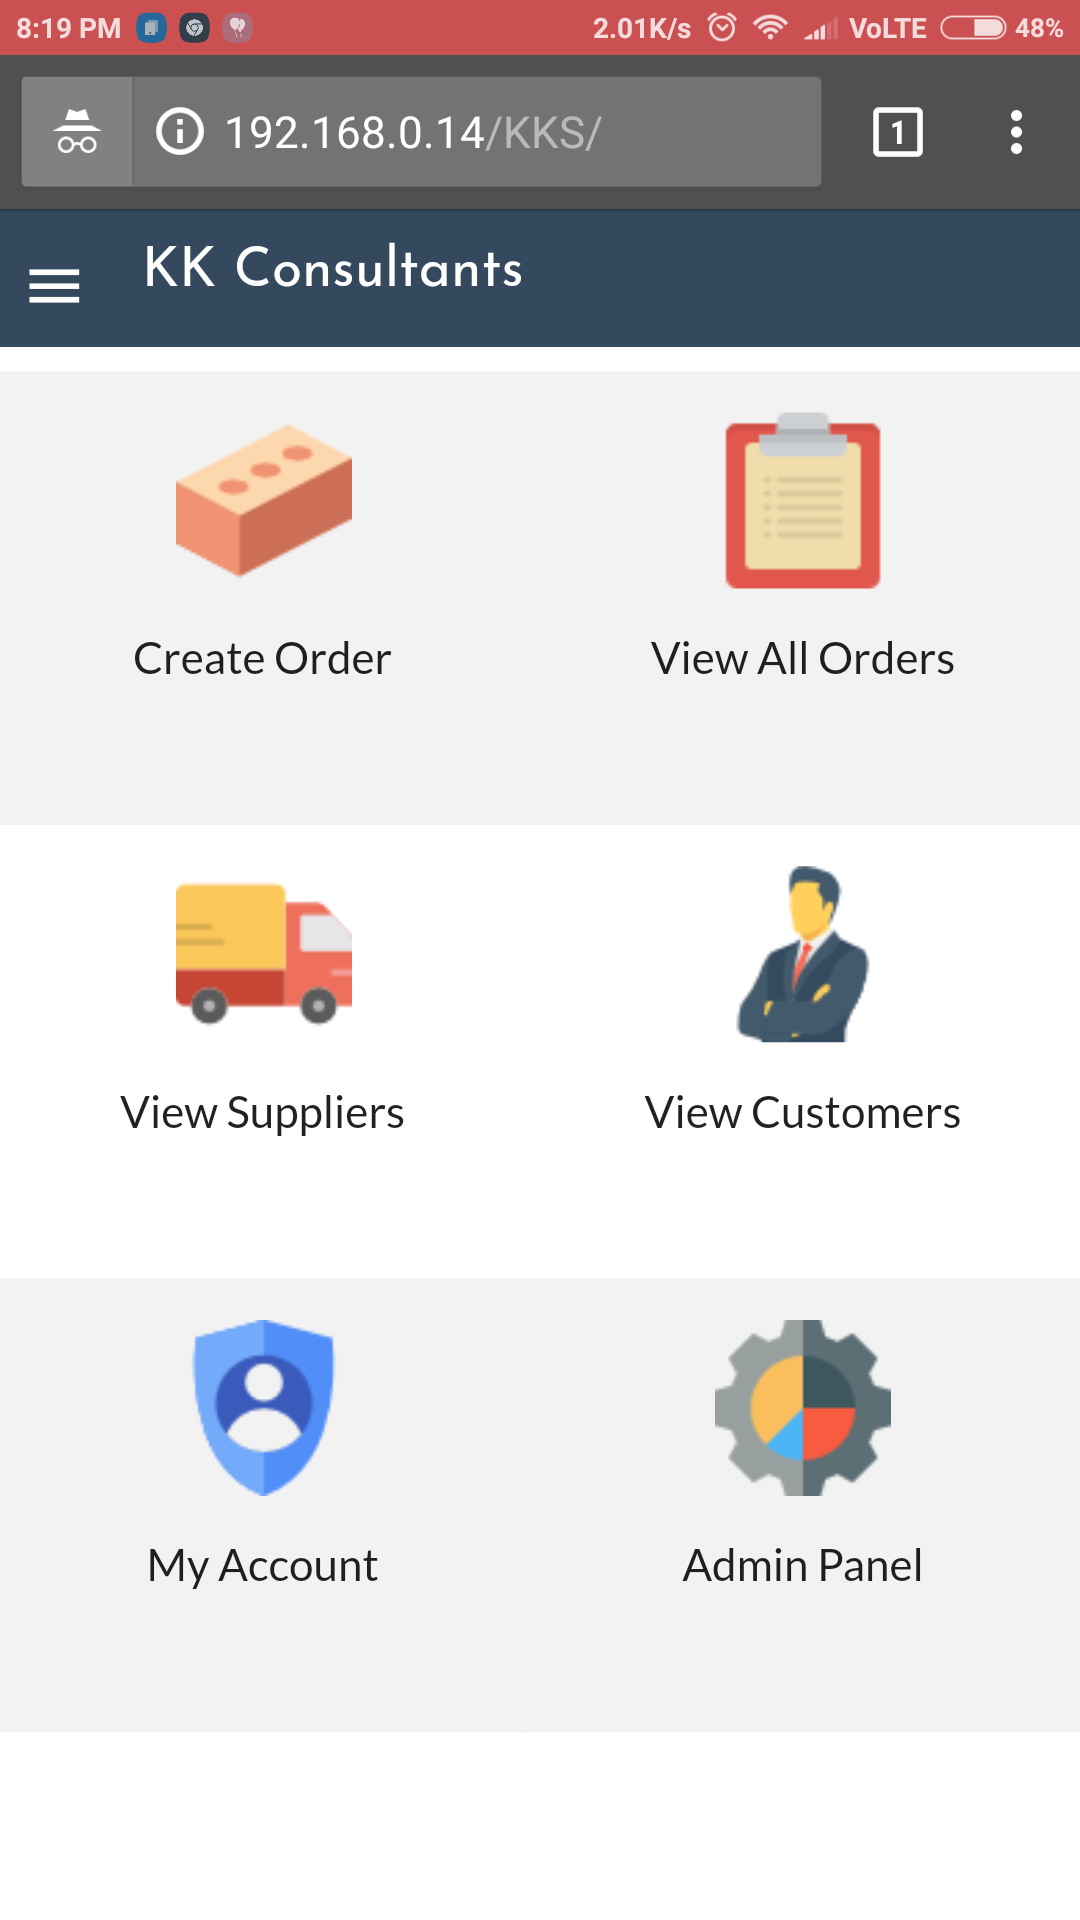 8:19 PM 2.01K/s VoLTE 48%
192.168.0.14/KKS/ 1
KK Consultants
Create Order View All Orders
View Suppliers View Customers
My Account Admin Panel